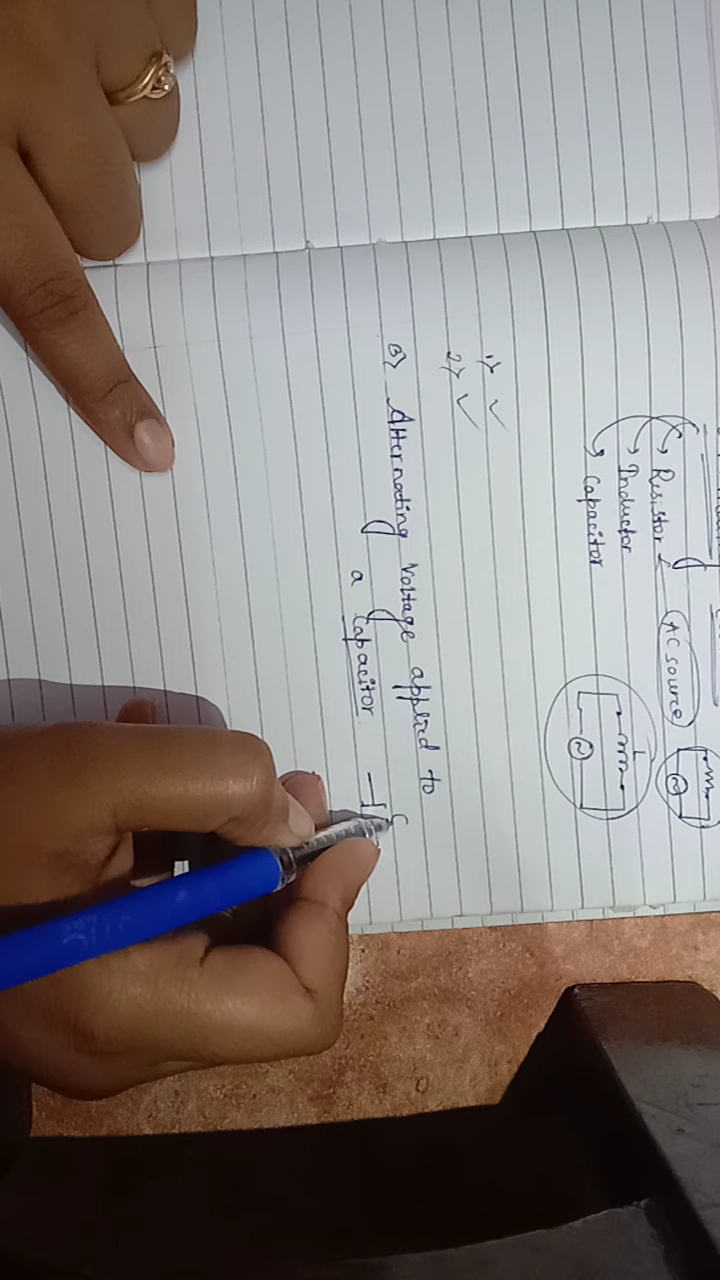 Resistor
AC source
Inductor
L
Capacitor
1) ✓
2) ✓
3) Alternating voltage applied to
a Capacitor
C